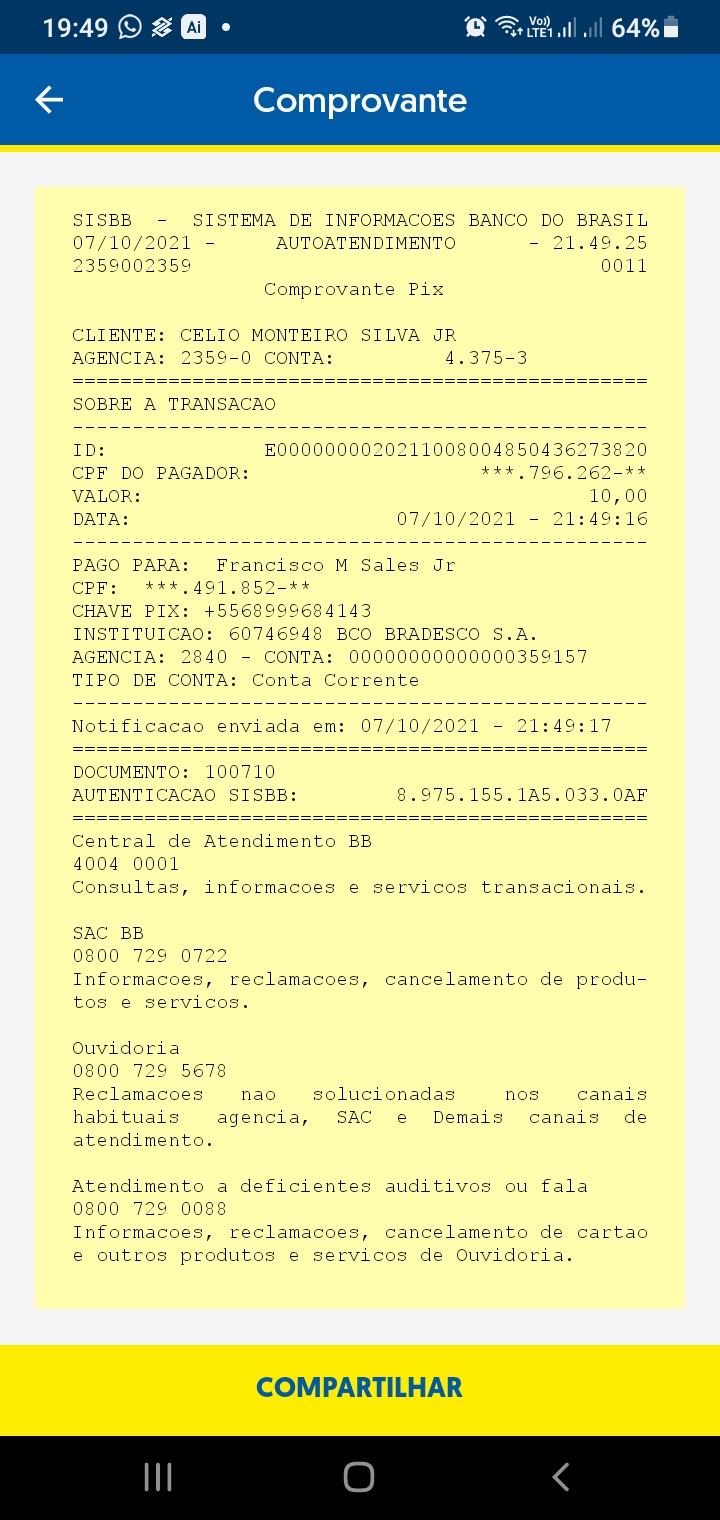 19:49 Ai Vo)) LTE1 64%
Comprovante
SISBB - SISTEMA DE INFORMACOES BANCO DO BRASIL
07/10/2021 - AUTOATENDIMENTO - 21.49.25
2359002359 0011
Comprovante Pix
CLIENTE: CELIO MONTEIRO SILVA JR
AGENCIA: 2359-0 CONTA: 4.375-3
================================================
SOBRE A TRANSACAO
------------------------------------------------
ID: E0000000020211008004850436273820
CPF DO PAGADOR: ***.796.262-**
VALOR: 10,00
DATA: 07/10/2021 - 21:49:16
------------------------------------------------
PAGO PARA: Francisco M Sales Jr
CPF: ***.491.852-**
CHAVE PIX: +5568999684143
INSTITUICAO: 60746948 BCO BRADESCO S.A.
AGENCIA: 2840 - CONTA: 00000000000000359157
TIPO DE CONTA: Conta Corrente
------------------------------------------------
Notificacao enviada em: 07/10/2021 - 21:49:17
================================================
DOCUMENTO: 100710
AUTENTICACAO SISBB: 8.975.155.1A5.033.0AF
================================================
Central de Atendimento BB
4004 0001
Consultas, informacoes e servicos transacionais.
SAC BB
0800 729 0722
Informacoes, reclamacoes, cancelamento de produ-
tos e servicos.
Ouvidoria
0800 729 5678
Reclamacoes nao solucionadas nos canais
habituais agencia, SAC e Demais canais de
atendimento.
Atendimento a deficientes auditivos ou fala
0800 729 0088
Informacoes, reclamacoes, cancelamento de cartao
e outros produtos e servicos de Ouvidoria.
COMPARTILHAR